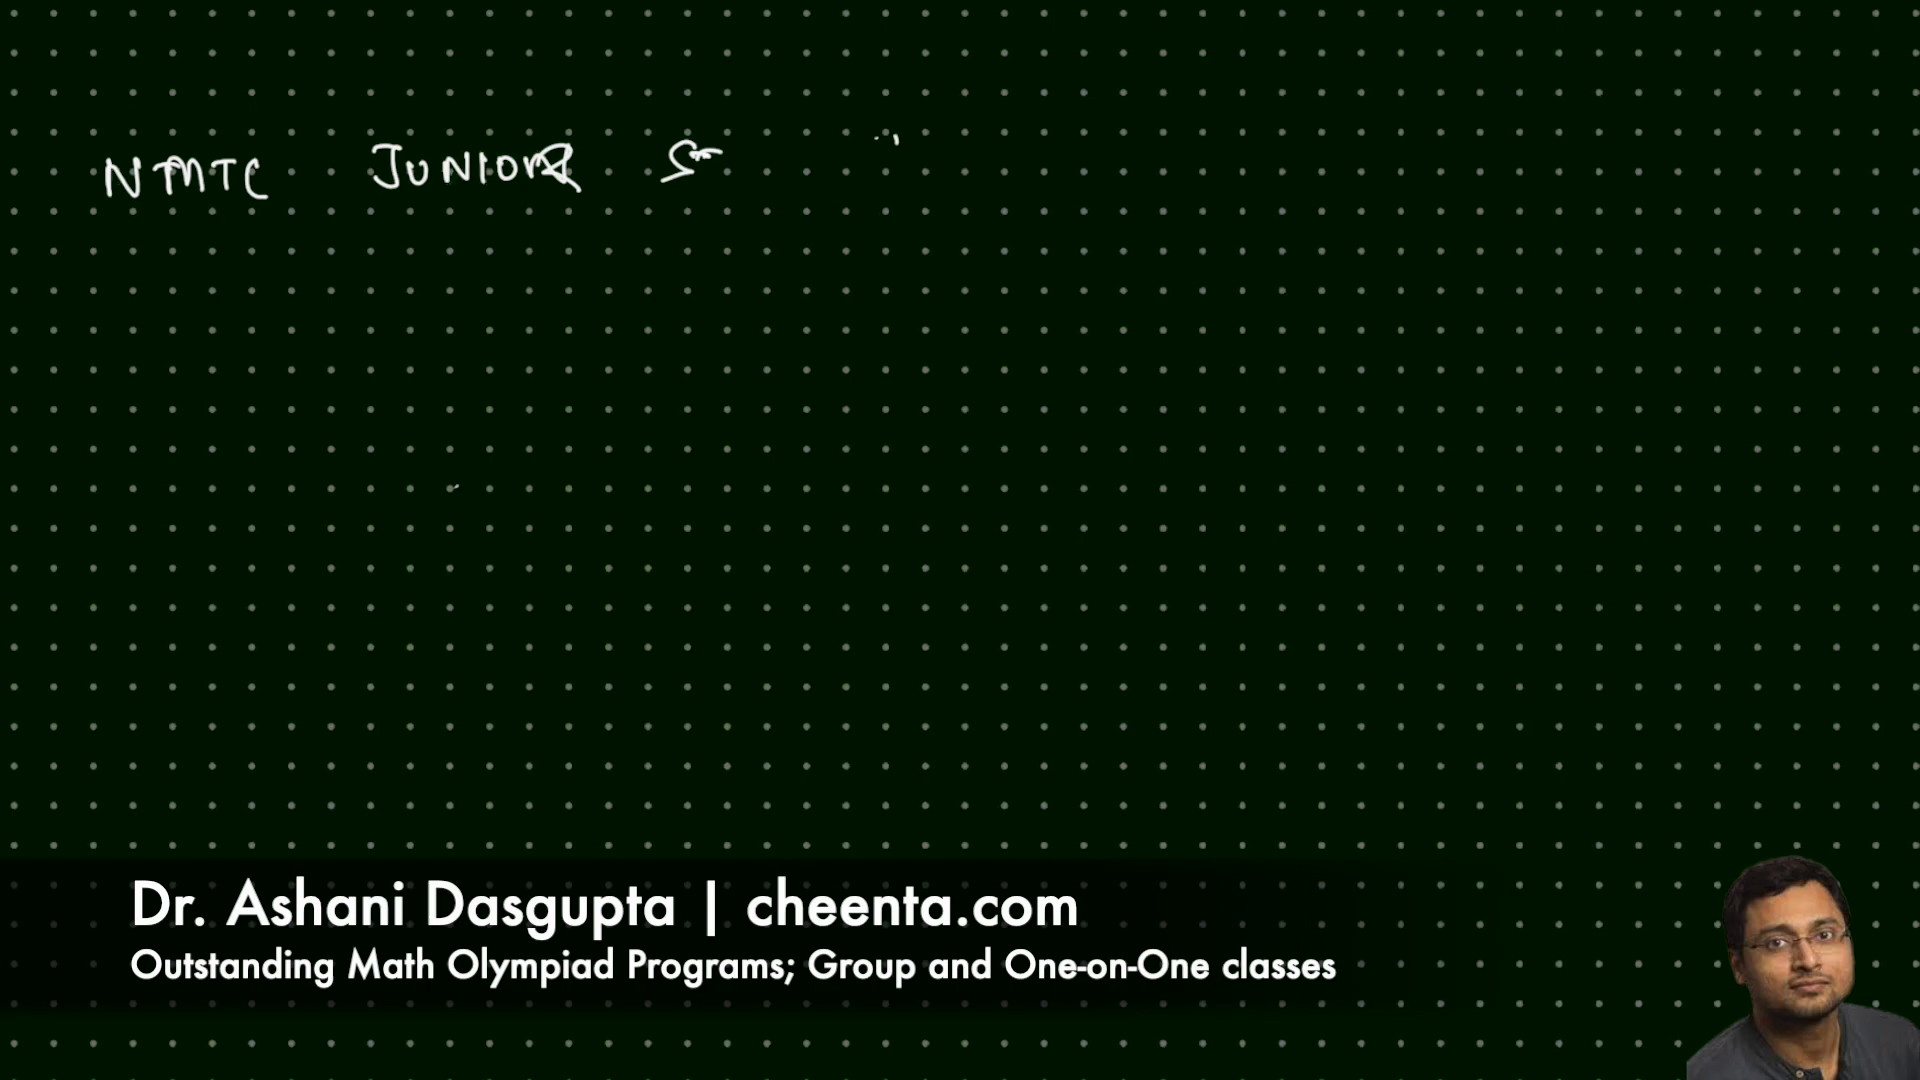 NMTC JUNIOR
Dr. Ashani Dasgupta | cheenta.com
Outstanding Math Olympiad Programs; Group and One-on-One classes